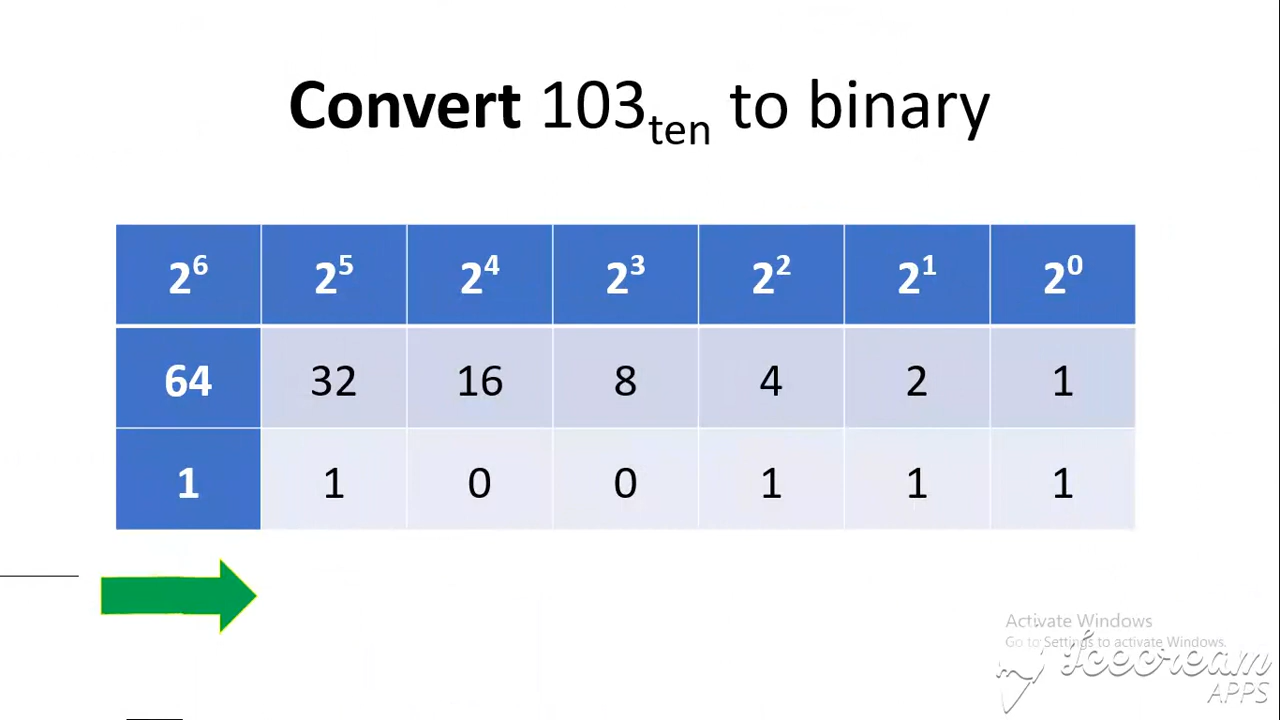 Convert 103ten to binary
2⁶ 2⁵ 2⁴ 2³ 2² 2¹ 2⁰
64 32 16 8 4 2 1
1 1 0 0 1 1 1
Activate Windows
Go to Settings to activate Windows.
Icecream
APPS